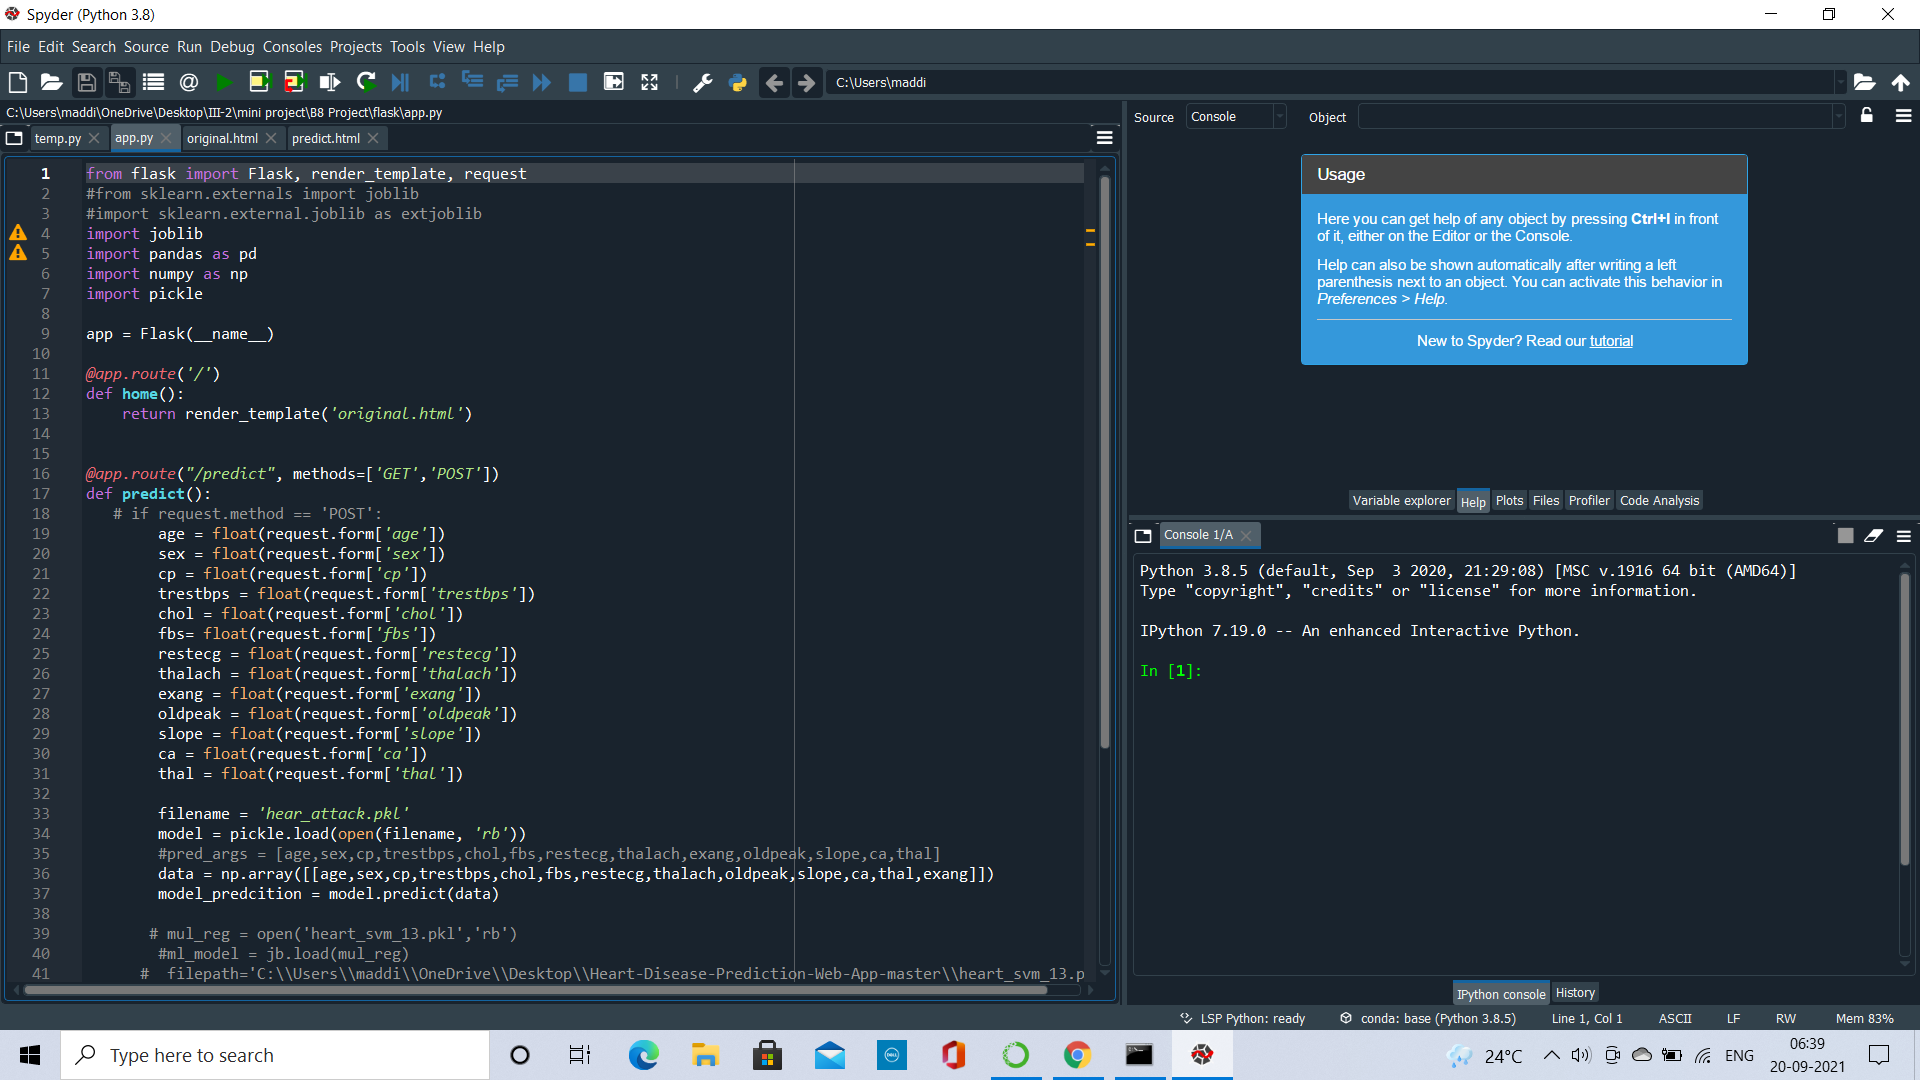 Spyder (Python 3.8)
File Edit Search Source Run Debug Consoles Projects Tools View Help
C:\Users\maddi
C:\Users\maddi\OneDrive\Desktop\III-2\mini project\B8 Project\flask\app.py
temp.py app.py original.html predict.html
1 from flask import Flask, render_template, request
2 #from sklearn.externals import joblib
3 #import sklearn.external.joblib as extjoblib
4 import joblib
5 import pandas as pd
6 import numpy as np
7 import pickle
8
9 app = Flask(__name__)
10
11 @app.route('/')
12 def home():
13 return render_template('original.html')
14
15
16 @app.route("/predict", methods=['GET','POST'])
17 def predict():
18 # if request.method == 'POST':
19 age = float(request.form['age'])
20 sex = float(request.form['sex'])
21 cp = float(request.form['cp'])
22 trestbps = float(request.form['trestbps'])
23 chol = float(request.form['chol'])
24 fbs= float(request.form['fbs'])
25 restecg = float(request.form['restecg'])
26 thalach = float(request.form['thalach'])
27 exang = float(request.form['exang'])
28 oldpeak = float(request.form['oldpeak'])
29 slope = float(request.form['slope'])
30 ca = float(request.form['ca'])
31 thal = float(request.form['thal'])
32
33 filename = 'hear_attack.pkl'
34 model = pickle.load(open(filename, 'rb'))
35 #pred_args = [age,sex,cp,trestbps,chol,fbs,restecg,thalach,exang,oldpeak,slope,ca,thal]
36 data = np.array([[age,sex,cp,trestbps,chol,fbs,restecg,thalach,oldpeak,slope,ca,thal,exang]])
37 model_predcition = model.predict(data)
38
39 # mul_reg = open('heart_svm_13.pkl','rb')
40 #ml_model = jb.load(mul_reg)
41 # filepath='C:\\Users\\maddi\\OneDrive\\Desktop\\Heart-Disease-Prediction-Web-App-master\\heart_svm_13.p
Source Console Object
Usage
Here you can get help of any object by pressing Ctrl+I in front
of it, either on the Editor or the Console.
Help can also be shown automatically after writing a left
parenthesis next to an object. You can activate this behavior in
Preferences > Help.
New to Spyder? Read our tutorial
Variable explorer Help Plots Files Profiler Code Analysis
Console 1/A
Python 3.8.5 (default, Sep  3 2020, 21:29:08) [MSC v.1916 64 bit (AMD64)]
Type "copyright", "credits" or "license" for more information.
IPython 7.19.0 -- An enhanced Interactive Python.
In [1]:
IPython console History
LSP Python: ready conda: base (Python 3.8.5) Line 1, Col 1 ASCII LF RW Mem 83%
Type here to search
DELL
24°C ENG
06:39
20-09-2021